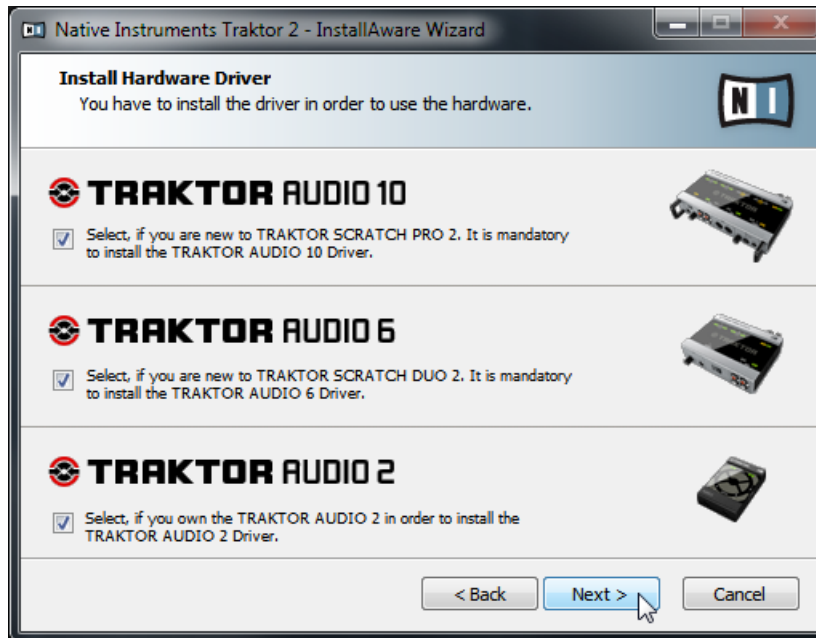 Native Instruments Traktor 2 - InstallAware Wizard
Install Hardware Driver
You have to install the driver in order to use the hardware.
N I
TRAKTOR AUDIO 10
Select, if you are new to TRAKTOR SCRATCH PRO 2. It is mandatory
to install the TRAKTOR AUDIO 10 Driver.
TRAKTOR AUDIO 6
Select, if you are new to TRAKTOR SCRATCH DUO 2. It is mandatory
to install the TRAKTOR AUDIO 6 Driver.
TRAKTOR AUDIO 2
Select, if you own the TRAKTOR AUDIO 2 in order to install the
TRAKTOR AUDIO 2 Driver.
< Back
Next >
Cancel